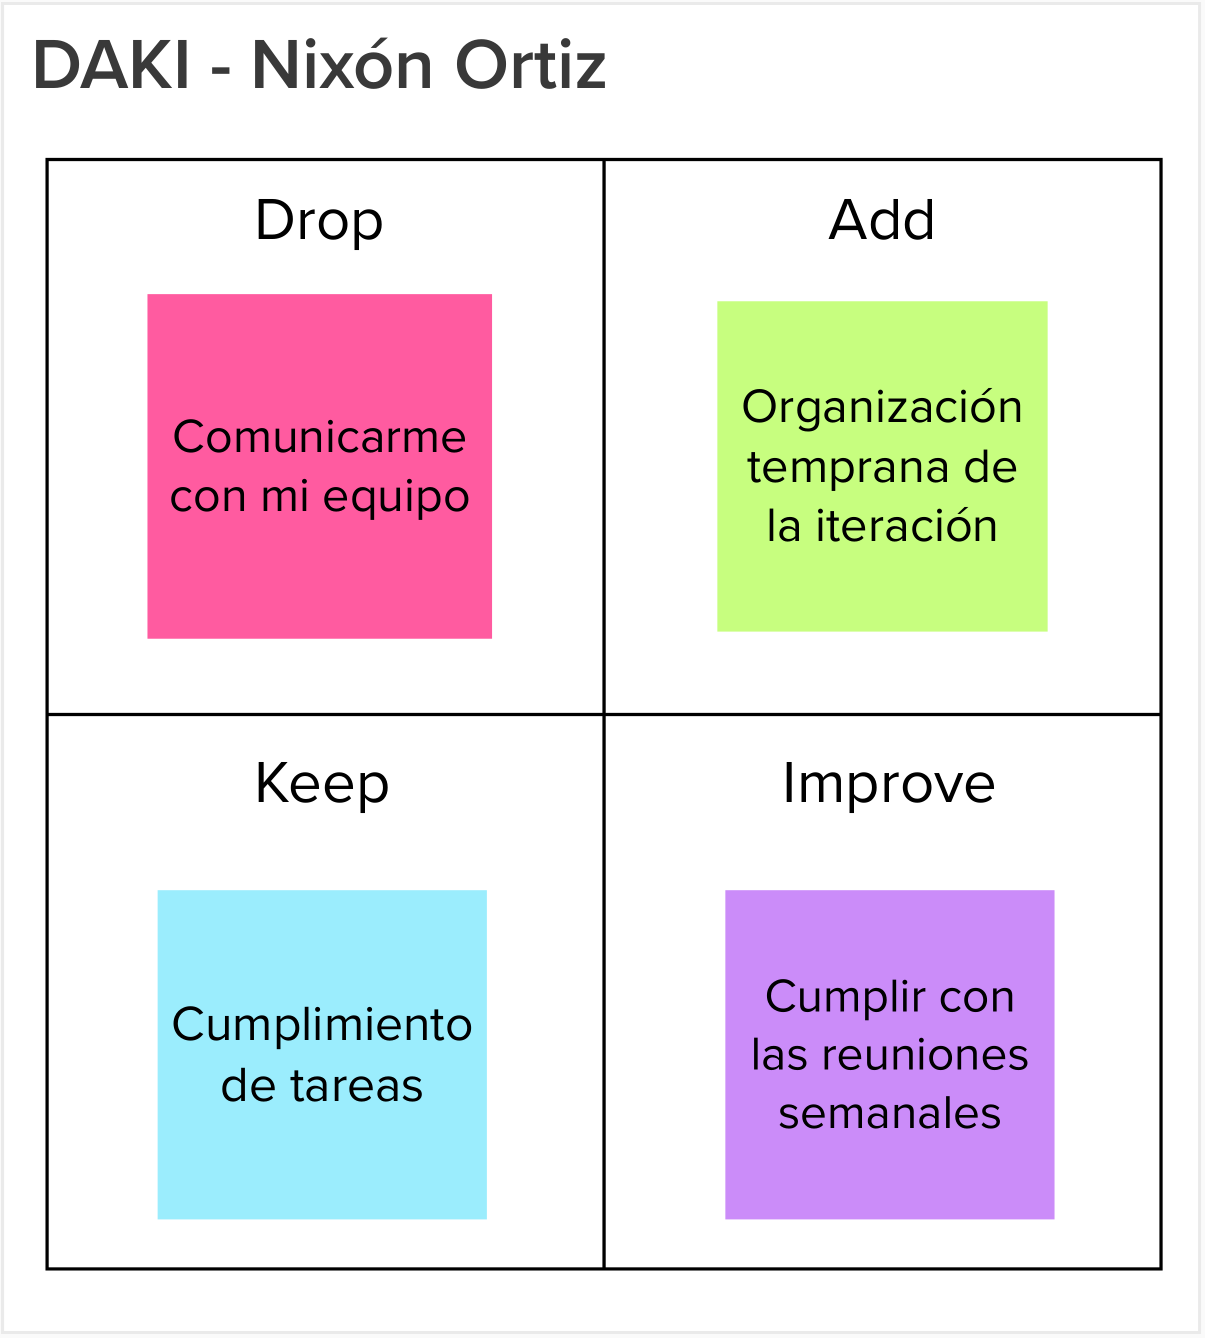 DAKI - Nixón Ortiz
Drop
Comunicarme
con mi equipo
Add
Organización
temprana de
la iteración
Keep
Cumplimiento
de tareas
Improve
Cumplir con
las reuniones
semanales